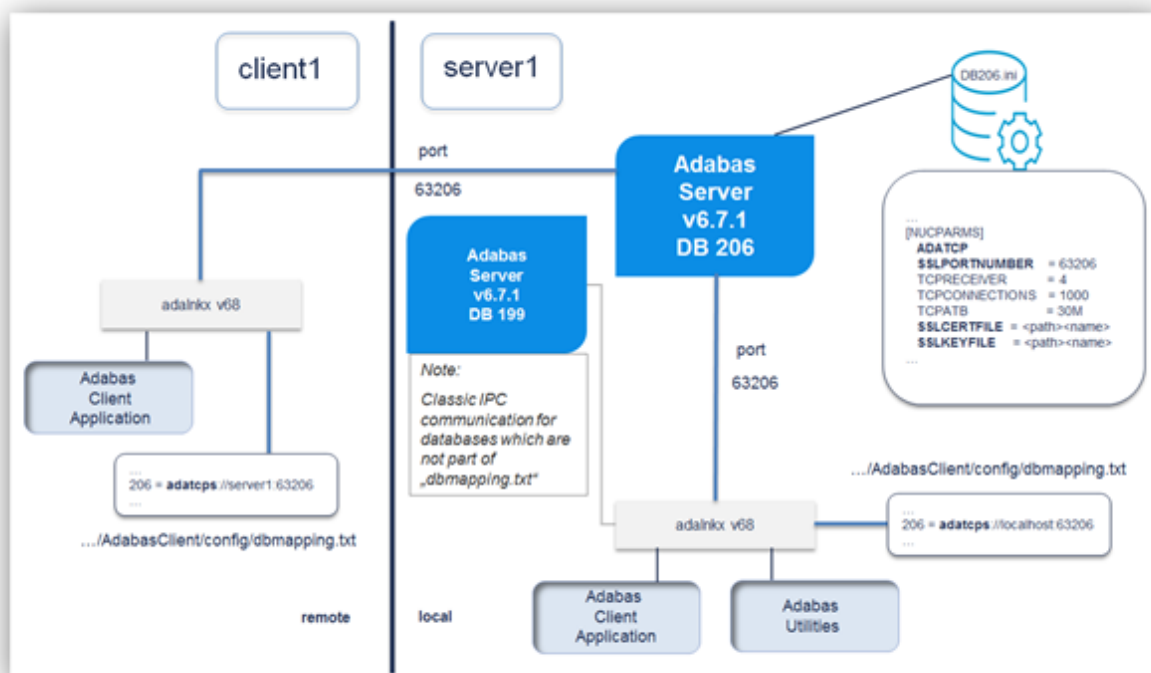 client1
server1
DB206.ini
port
63206
Adabas
Server
v6.7.1
DB 206
Adabas
Server
v6.7.1
DB 199
...
[NUCPARMS]
ADATCP
SSLPORTNUMBER = 63206
TCPRECEIVER = 4
TCPCONNECTIONS = 1000
TCPATB = 30M
SSLCERTFILE = <path><name>
SSLKEYFILE = <path><name>
...
adalnkx v68
Adabas
Client
Application
Note:
Classic IPC
communication for
databases which are
not part of
„dbmapping.txt“
port
63206
...
206 = adatcps://server1:63206
...
…/AdabasClient/config/dbmapping.txt
…/AdabasClient/config/dbmapping.txt
adalnkx v68
...
206 = adatcps://localhost:63206
...
Adabas
Client
Application
Adabas
Utilities
remote
local